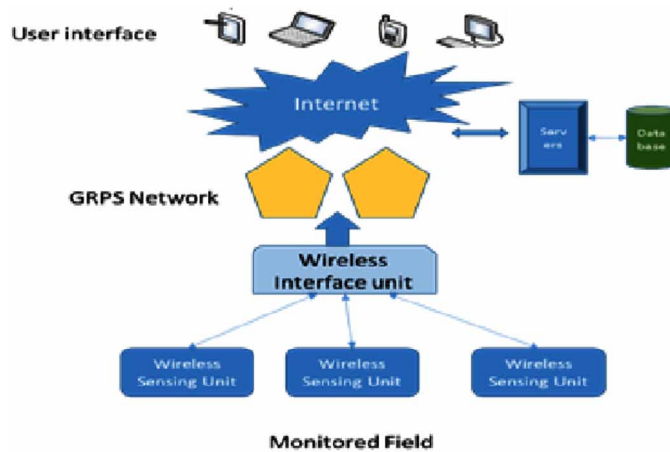 User interface
Internet
Serv
ers
Data
base
GRPS Network
Wireless
Interface unit
Wireless
Sensing Unit
Wireless
Sensing Unit
Wireless
Sensing Unit
Monitored Field